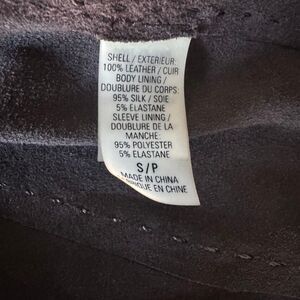 SHELL / EXTERIEUR:
100% LEATHER / CUIR
BODY LINING /
DOUBLURE DU CORPS:
95% SILK / SOIE
5% ELASTANE
SLEEVE LINING /
DOUBLURE DE LA
MANCHE:
95% POLYESTER
5% ELASTANE
S/P
MADE IN CHINA
EN CHINE